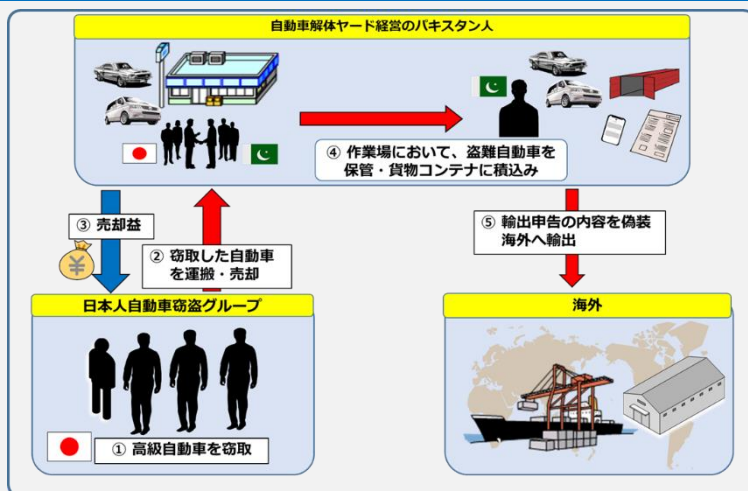 自動車解体ヤード経営のパキスタン人
④ 作業場において、盗難自動車を
保管・貨物コンテナに積込み
③ 売却益
¥
② 窃取した自動車
を運搬・売却
⑤ 輸出申告の内容を偽装
海外へ輸出
日本人自動車窃盗グループ
① 高級自動車を窃取
海外